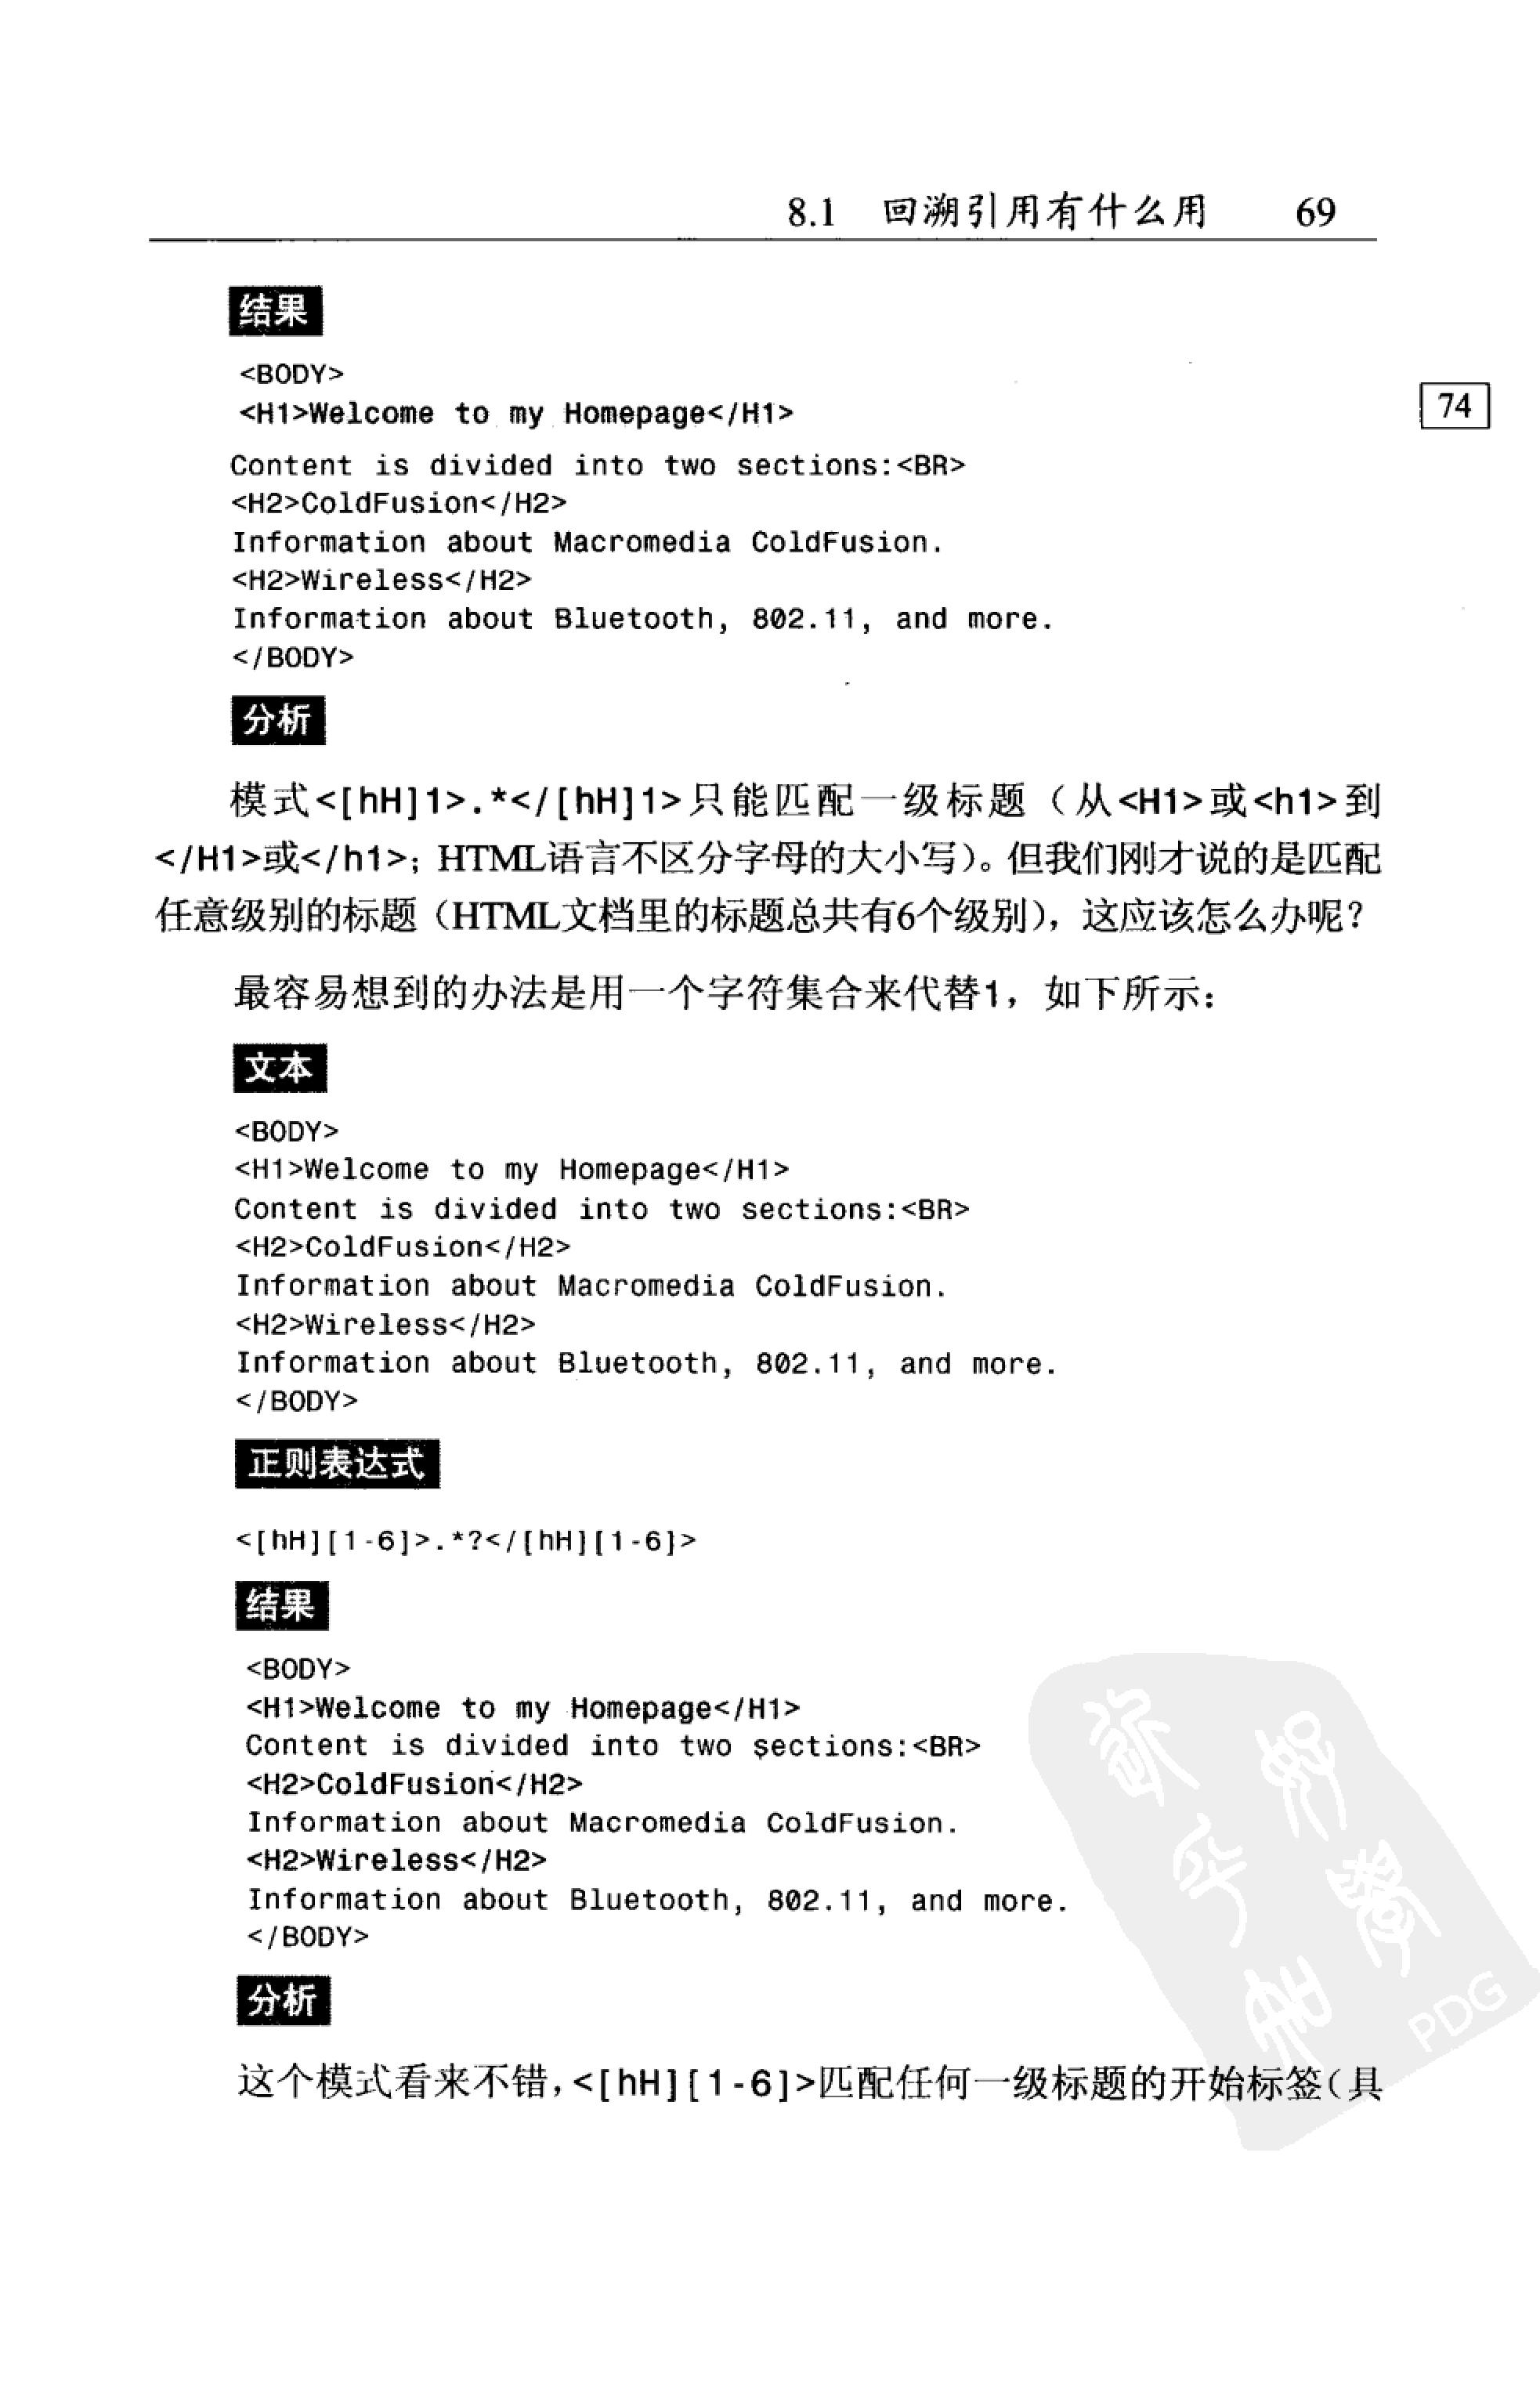 8.1 回溯引用有什么用 69
结果
<BODY>
<H1>Welcome to my Homepage</H1>
74
Content is divided into two sections:<BR>
<H2>ColdFusion</H2>
Information about Macromedia ColdFusion.
<H2>Wireless</H2>
Information about Bluetooth, 802.11, and more.
</BODY>
分析
模式<[hH]1>.*</[hH]1>只能匹配一级标题（从<H1>或<h1>到
</H1>或</h1>；HTML语言不区分字母的大小写）。但我们刚才说的是匹配
任意级别的标题（HTML文档里的标题总共有6个级别），这应该怎么办呢？
最容易想到的办法是用一个字符集合来代替1，如下所示：
文本
<BODY>
<H1>Welcome to my Homepage</H1>
Content is divided into two sections:<BR>
<H2>ColdFusion</H2>
Information about Macromedia ColdFusion.
<H2>Wireless</H2>
Information about Bluetooth, 802.11, and more.
</BODY>
正则表达式
<[hH][1-6]>.*?</[hH][1-6]>
结果
<BODY>
<H1>Welcome to my Homepage</H1>
Content is divided into two sections:<BR>
<H2>ColdFusion</H2>
Information about Macromedia ColdFusion.
<H2>Wireless</H2>
Information about Bluetooth, 802.11, and more.
</BODY>
分析
PDG
这个模式看来不错，<[hH][1-6]>匹配任何一级标题的开始标签（具